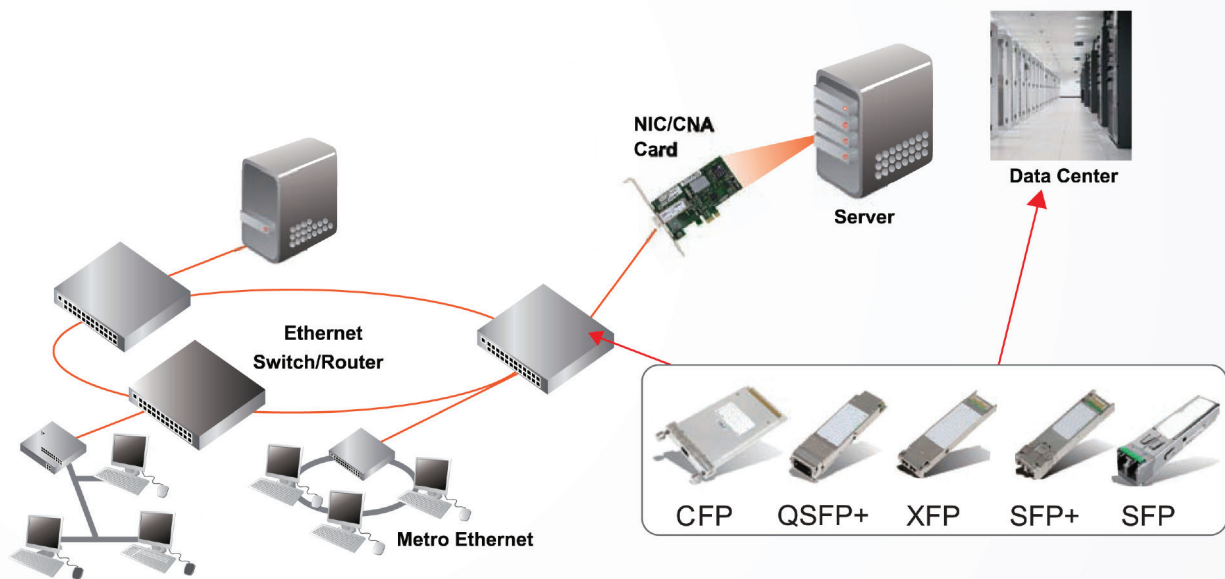 NIC/CNA
Card
Server
Data Center
Ethernet
Switch/Router
Metro Ethernet
CFP QSFP+ XFP SFP+ SFP